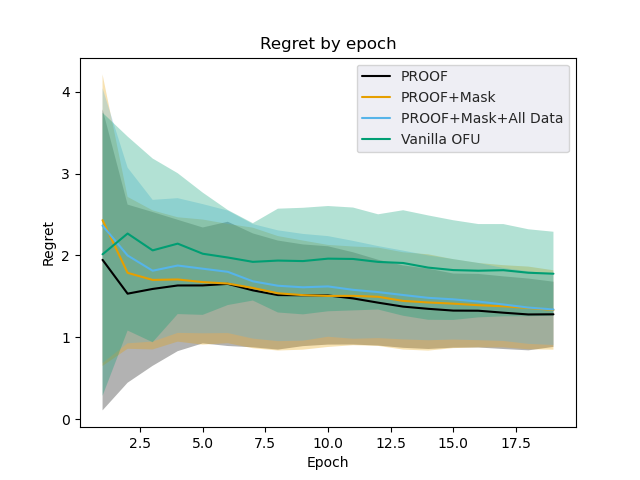 Regret by epoch
PROOF
PROOF+Mask
PROOF+Mask+All Data
Vanilla OFU
Regret
4
3
2
1
0
2.5 5.0 7.5 10.0 12.5 15.0 17.5
Epoch